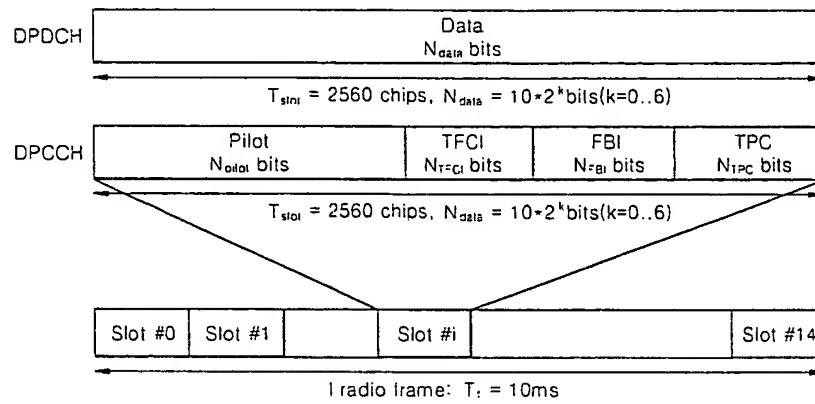 DPDCH
Data
N_data bits
T_slot = 2560 chips, N_data = 10*2^k bits(k=0..6)
DPCCH
Pilot
N_pilot bits
TFCI
N_TFCI bits
FBI
N_FBI bits
TPC
N_TPC bits
T_slot = 2560 chips, N_data = 10*2^k bits(k=0..6)
Slot #0
Slot #1
Slot #i
Slot #14
1 radio frame: T_f = 10ms